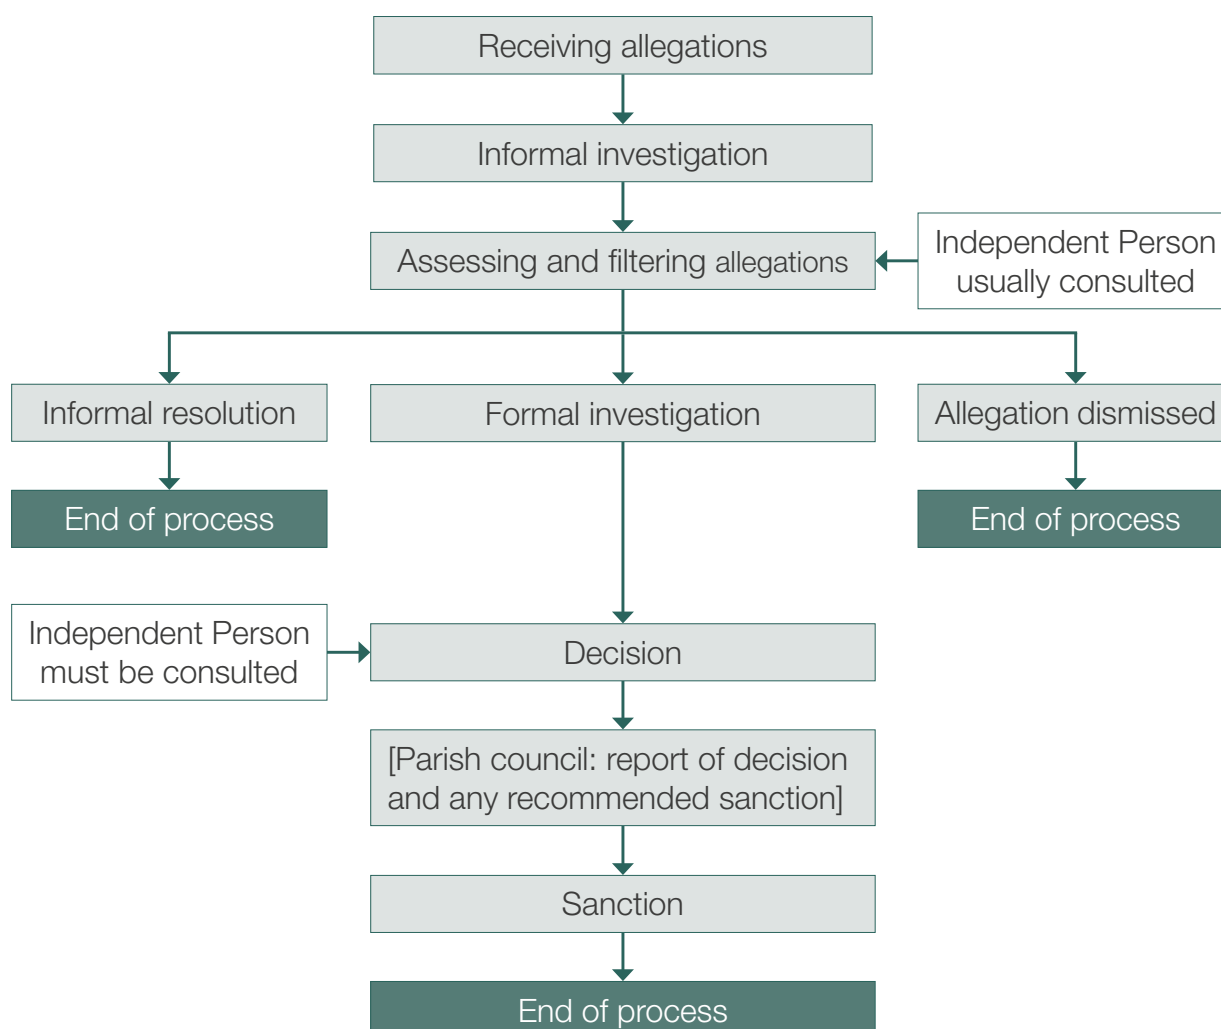 Receiving allegations
Informal investigation
Assessing and filtering allegations
Independent Person
usually consulted
Informal resolution
Formal investigation
Allegation dismissed
End of process
End of process
Independent Person
must be consulted
Decision
[Parish council: report of decision
and any recommended sanction]
Sanction
End of process